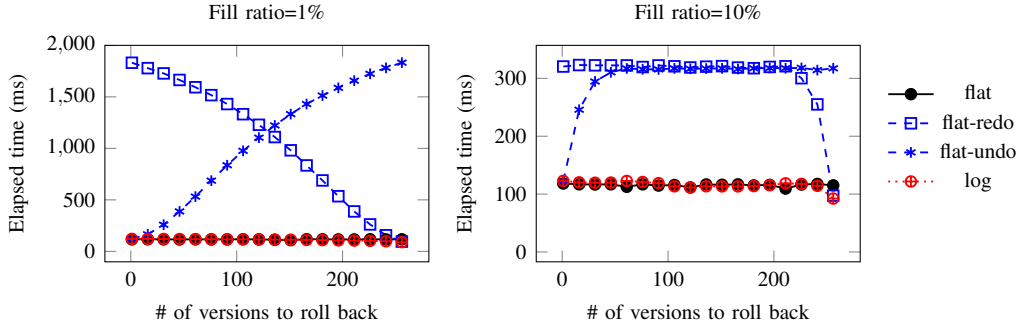 Fill ratio=1%
Fill ratio=10%
Elapsed time (ms)
2,000
1,500
1,000
500
0
0
100
200
# of versions to roll back
Elapsed time (ms)
300
200
100
0
0
100
200
# of versions to roll back
flat
flat-redo
flat-undo
log